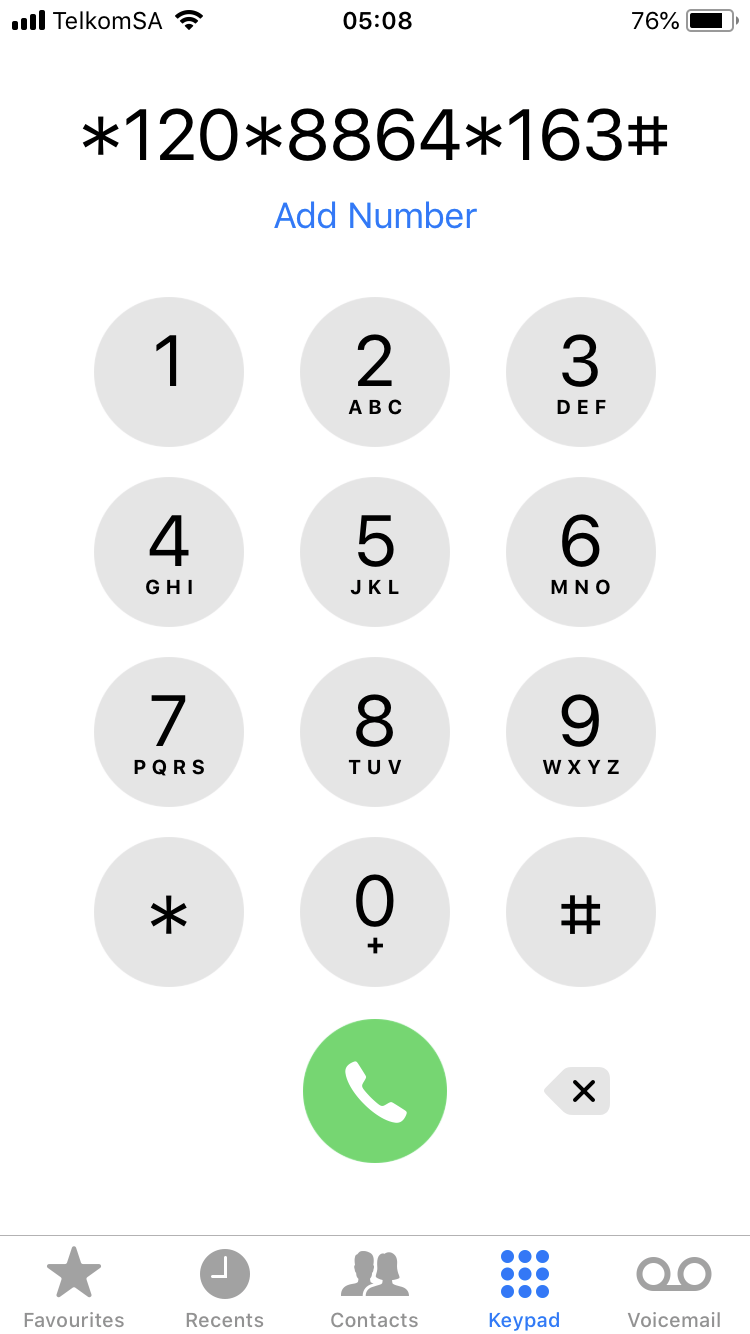 TelkomSA 05:08 76%
*120*8864*163#
Add Number
1 2 3
ABC DEF
4 5 6
GHI JKL MNO
7 8 9
PQRS TUV WXYZ
* 0 #
+
Favourites Recents Contacts Keypad Voicemail